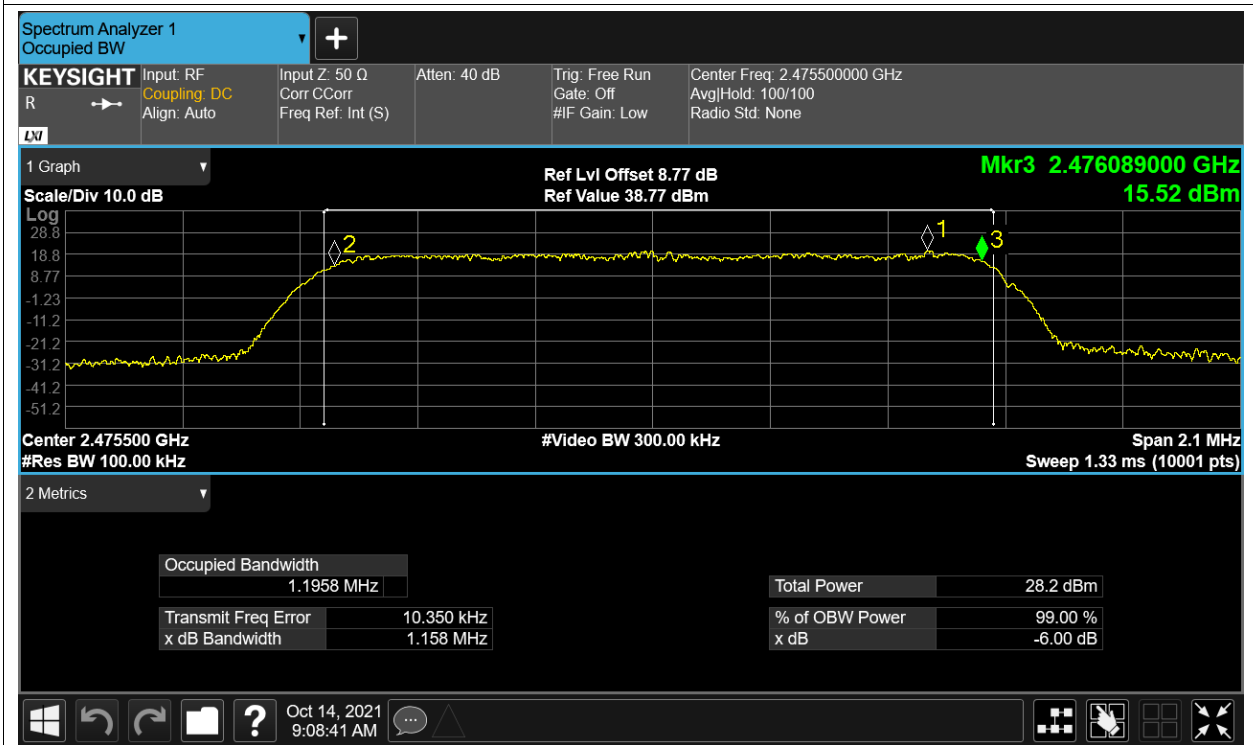 Spectrum Analyzer 1
Occupied BW
KEYSIGHT
R
LXI
Input: RF
Coupling: DC
Align: Auto
Input Z: 50 Ω
Corr CCorr
Freq Ref: Int (S)
Atten: 40 dB
Trig: Free Run
Gate: Off
#IF Gain: Low
Center Freq: 2.475500000 GHz
Avg|Hold: 100/100
Radio Std: None
1 Graph
Scale/Div 10.0 dB
Ref Lvl Offset 8.77 dB
Ref Value 38.77 dBm
Mkr3 2.476089000 GHz
15.52 dBm
Log
28.8
18.8
8.77
-1.23
-11.2
-21.2
-31.2
-41.2
-51.2
2
1
3
Center 2.475500 GHz
#Video BW 300.00 kHz
Span 2.1 MHz
#Res BW 100.00 kHz
Sweep 1.33 ms (10001 pts)
2 Metrics
Occupied Bandwidth
1.1958 MHz
Transmit Freq Error 10.350 kHz
x dB Bandwidth 1.158 MHz
Total Power 28.2 dBm
% of OBW Power 99.00 %
x dB -6.00 dB
?
Oct 14, 2021
9:08:41 AM